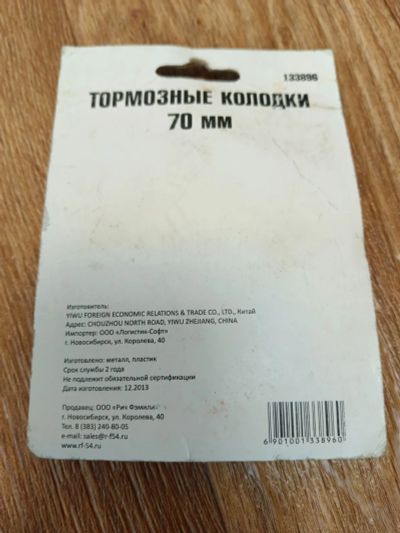 133896
ТОРМОЗНЫЕ КОЛОДКИ
70 мм
Изготовитель:
YIWU FOREIGN ECONOMIC RELATIONS & TRADE CO., LTD., Китай
Адрес: CHOUZHOU NORTH ROAD, YIWU ZHEJIANG, CHINA
Импортер: ООО «Логистик-Софт»
г. Новосибирск, ул. Королева, 40
Изготовлено: металл, пластик
Срок службы 2 года
Не подлежит обязательной сертификации
Дата изготовления: 12.2013
Продавец: ООО «Рич Фэмили»
г. Новосибирск, ул. Королева, 40
Тел. 8 (383) 240-80-05
e-mail: sales@r-f54.ru
www.rf-54.ru
6 901001 338960